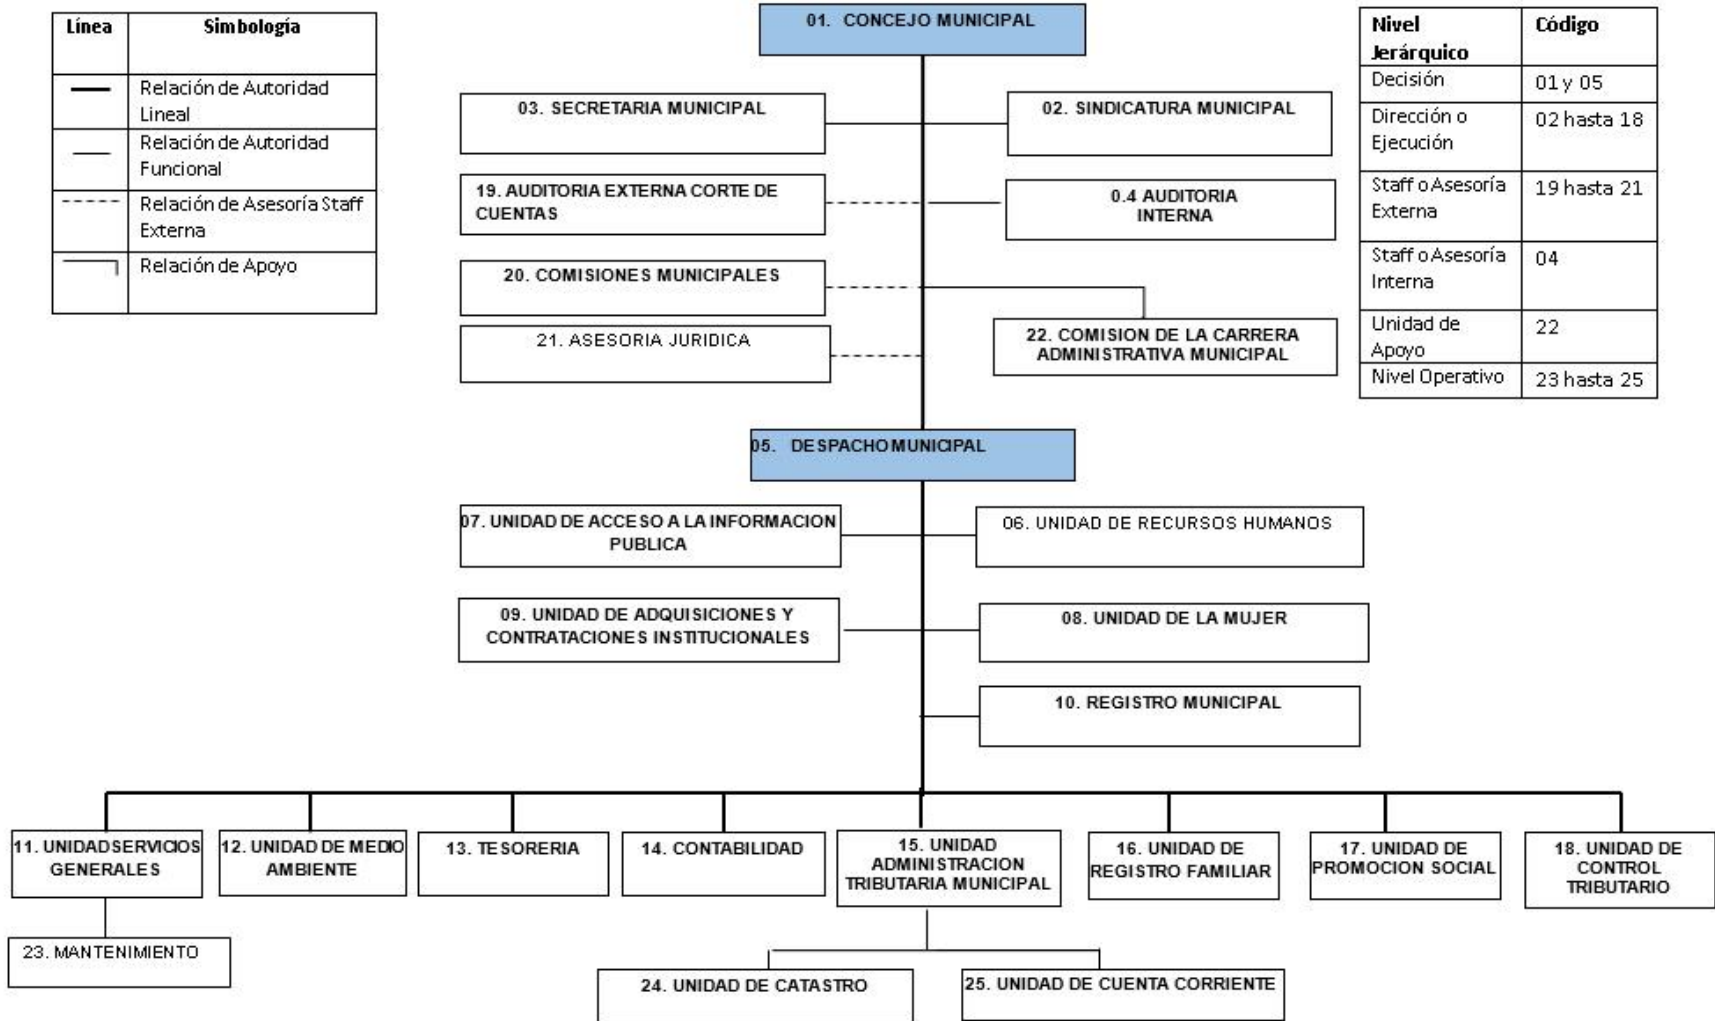 Línea Simbología
Relación de Autoridad
Lineal
Relación de Autoridad
Funcional
Relación de Asesoría Staff
Externa
Relación de Apoyo
01. CONCEJO MUNICIPAL
Nivel
Jerárquico
Código
Decisión
01 y 05
Dirección o
Ejecución
02 hasta 18
Staff o Asesoría
Externa
19 hasta 21
Staff o Asesoría
Interna
04
Unidad de
Apoyo
22
Nivel Operativo
23 hasta 25
03. SECRETARIA MUNICIPAL
02. SINDICATURA MUNICIPAL
19. AUDITORIA EXTERNA CORTE DE
CUENTAS
0.4 AUDITORIA
INTERNA
20. COMISIONES MUNICIPALES
21. ASESORIA JURIDICA
22. COMISION DE LA CARRERA
ADMINISTRATIVA MUNICIPAL
05. DESPACHO MUNICIPAL
07. UNIDAD DE ACCESO A LA INFORMACION
PUBLICA
06. UNIDAD DE RECURSOS HUMANOS
09. UNIDAD DE ADQUISICIONES Y
CONTRATACIONES INSTITUCIONALES
08. UNIDAD DE LA MUJER
10. REGISTRO MUNICIPAL
11. UNIDAD SERVICIOS
GENERALES
12. UNIDAD DE MEDIO
AMBIENTE
13. TESORERIA
14. CONTABILIDAD
15. UNIDAD
ADMINISTRACION
TRIBUTARIA MUNICIPAL
16. UNIDAD DE
REGISTRO FAMILIAR
17. UNIDAD DE
PROMOCION SOCIAL
18. UNIDAD DE
CONTROL
TRIBUTARIO
23. MANTENIMIENTO
24. UNIDAD DE CATASTRO
25. UNIDAD DE CUENTA CORRIENTE